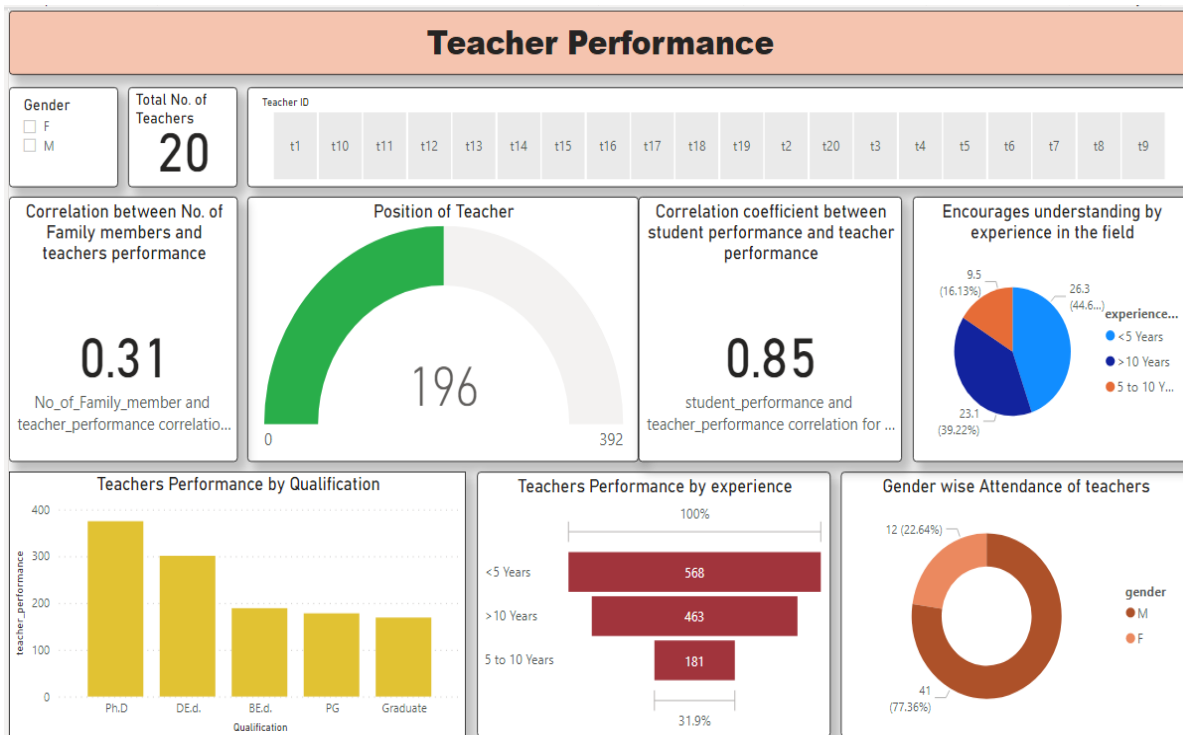 Teacher Performance
Gender
F
M
Total No. of
Teachers
20
Teacher ID
t1 t10 t11 t12 t13 t14 t15 t16 t17 t18 t19 t2 t20 t3 t4 t5 t6 t7 t8 t9
Correlation between No. of
Family members and
teachers performance
0.31
No_of_Family_member and
teacher_performance correlatio...
Position of Teacher
196
0
392
Correlation coefficient between
student performance and teacher
performance
0.85
student_performance and
teacher_performance correlation for ...
Encourages understanding by
experience in the field
9.5
(16.13%)
26.3
(44.6...)
23.1
(39.22%)
experience...
<5 Years
>10 Years
5 to 10 Y...
Teachers Performance by Qualification
teacher_performance
400
300
200
100
0
Ph.D DE.d. BE.d. PG Graduate
Qualification
Teachers Performance by experience
100%
<5 Years 568
>10 Years 463
5 to 10 Years 181
31.9%
Gender wise Attendance of teachers
12 (22.64%)
41
(77.36%)
gender
M
F